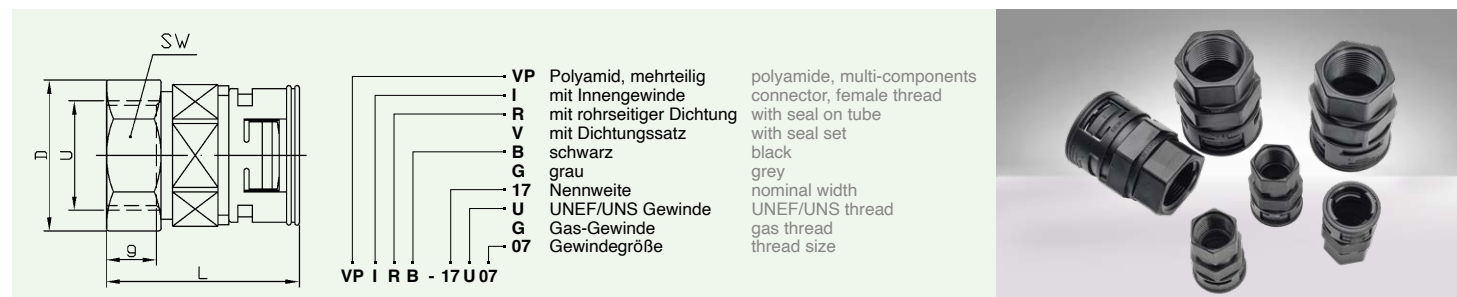 SW
D
U
g
L
VP Polyamid, mehrteilig polyamide, multi-components
I mit Innengewinde connector, female thread
R mit rohrseitiger Dichtung with seal on tube
V mit Dichtungssatz with seal set
B schwarz black
G grau grey
17 Nennweite nominal width
U UNEF/UNS Gewinde UNEF/UNS thread
G Gas-Gewinde gas thread
07 Gewindegröße thread size
VP I R B - 17 U 07